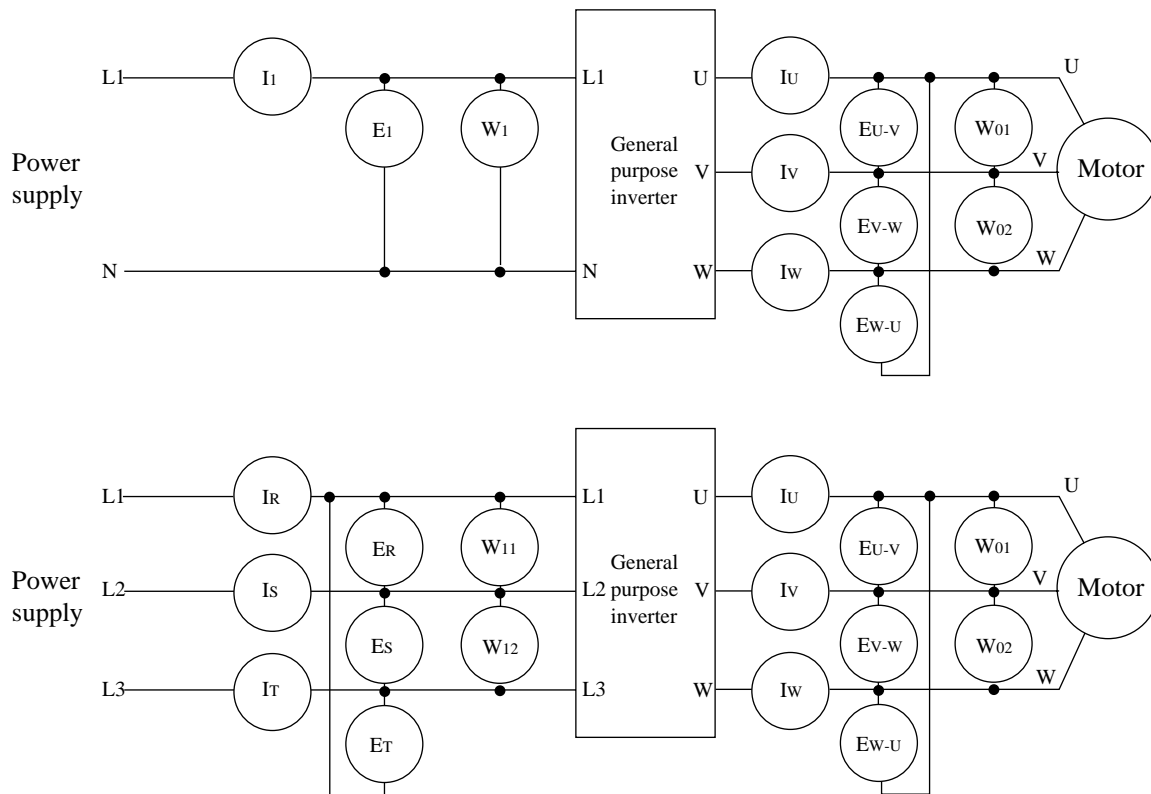 L1
I1
L1
U
IU
U
E1
W1
EU-V
W01
Power
supply
General
purpose
inverter
V
IV
V
Motor
EV-W
W02
N
N
W
IW
W
EW-U
L1
IR
L1
U
IU
U
ER
W11
EU-V
W01
Power
supply
L2
IS
L2
General
purpose
inverter
V
IV
V
Motor
ES
W12
EV-W
W02
L3
IT
L3
W
IW
W
ET
EW-U